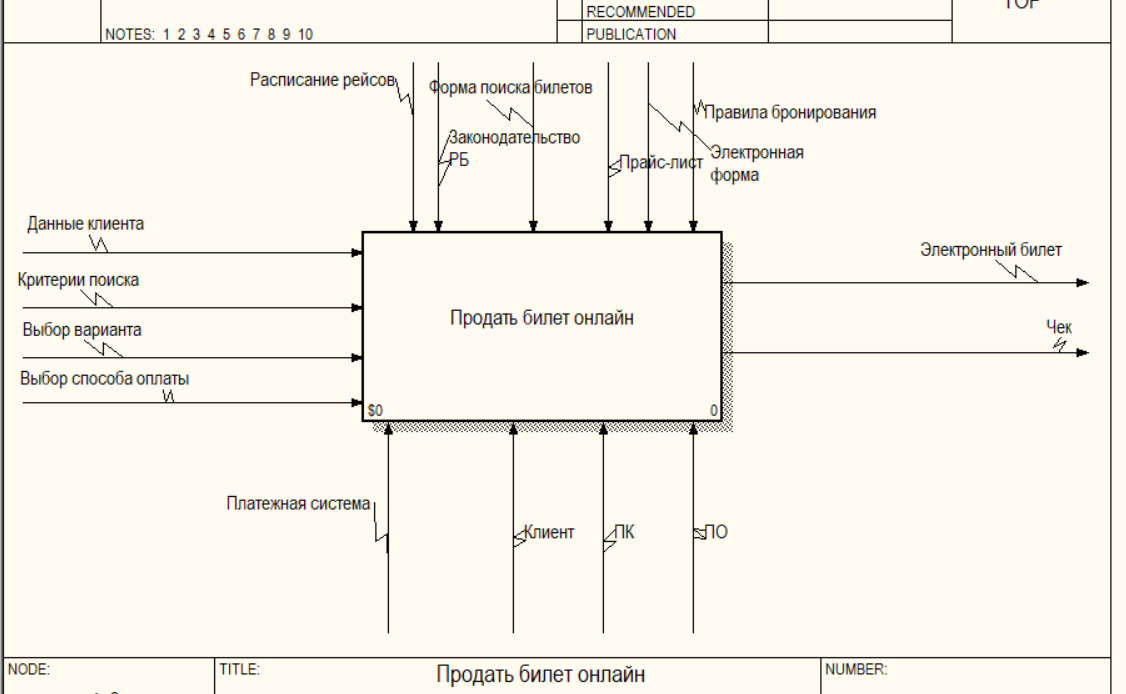 RECOMMENDED
NOTES: 1 2 3 4 5 6 7 8 9 10
PUBLICATION
Расписание рейсов
Форма поиска билетов
Правила бронирования
Законодательство
РБ
Прайс-лист
Электронная
форма
Данные клиента
Критерии поиска
Выбор варианта
Выбор способа оплаты
Продать билет онлайн
$0
0
Электронный билет
Чек
Платежная система
Клиент
ПК
ПО
NODE:
TITLE:
Продать билет онлайн
NUMBER: